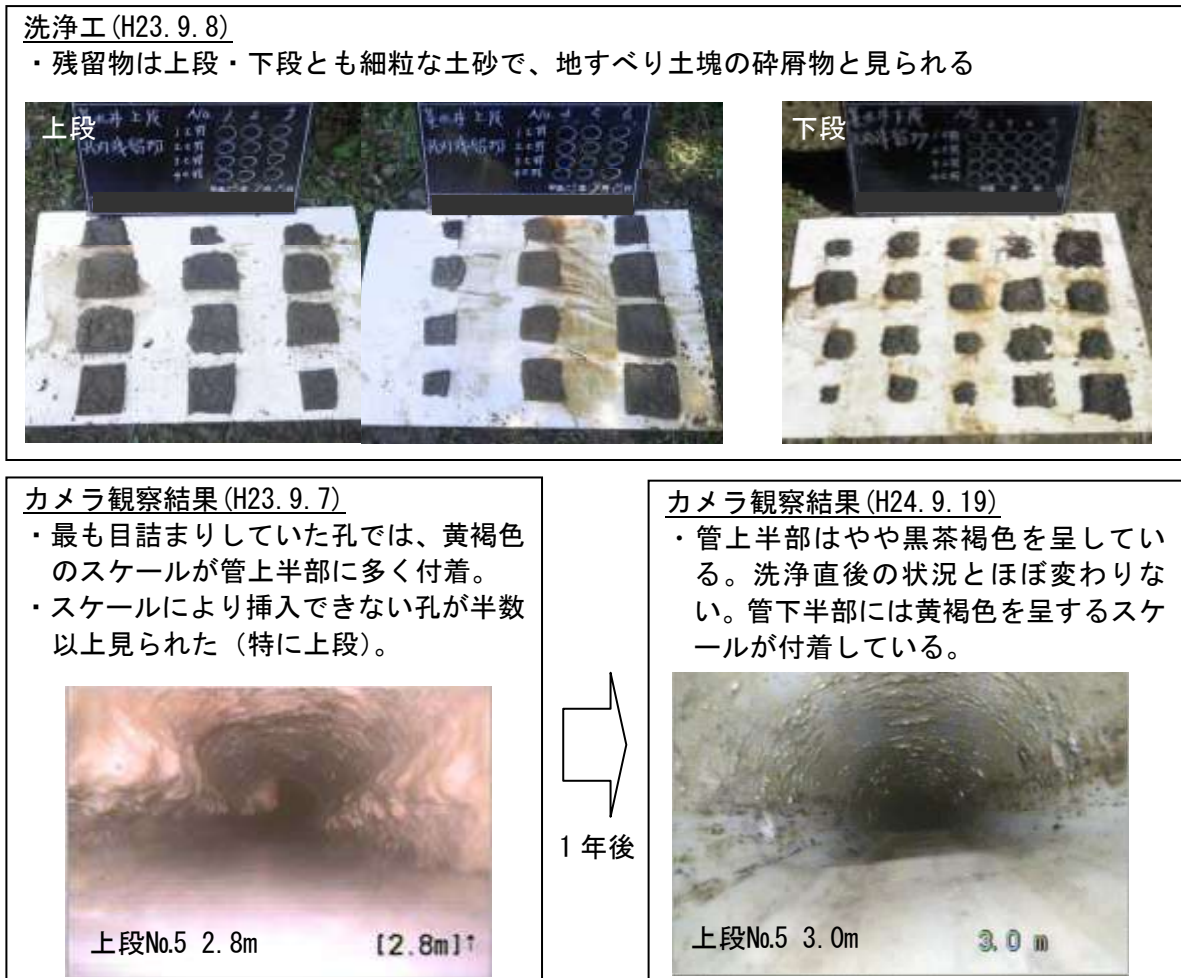 洗浄工(H23.9.8)
・残留物は上段・下段とも細粒な土砂で、地すべり土塊の砕屑物と見られる
上段
No
下段
カメラ観察結果(H23.9.7)
・最も目詰まりしていた孔では、黄褐色
のスケールが管上半部に多く付着。
・スケールにより挿入できない孔が半数
以上見られた（特に上段）。
上段№5 2.8m
[2.8m]↑
1年後
カメラ観察結果(H24.9.19)
・管上半部はやや黒茶褐色を呈してい
る。洗浄直後の状況とほぼ変わりな
い。管下半部には黄褐色を呈するスケ
ールが付着している。
上段№5 3.0m
3.0 m